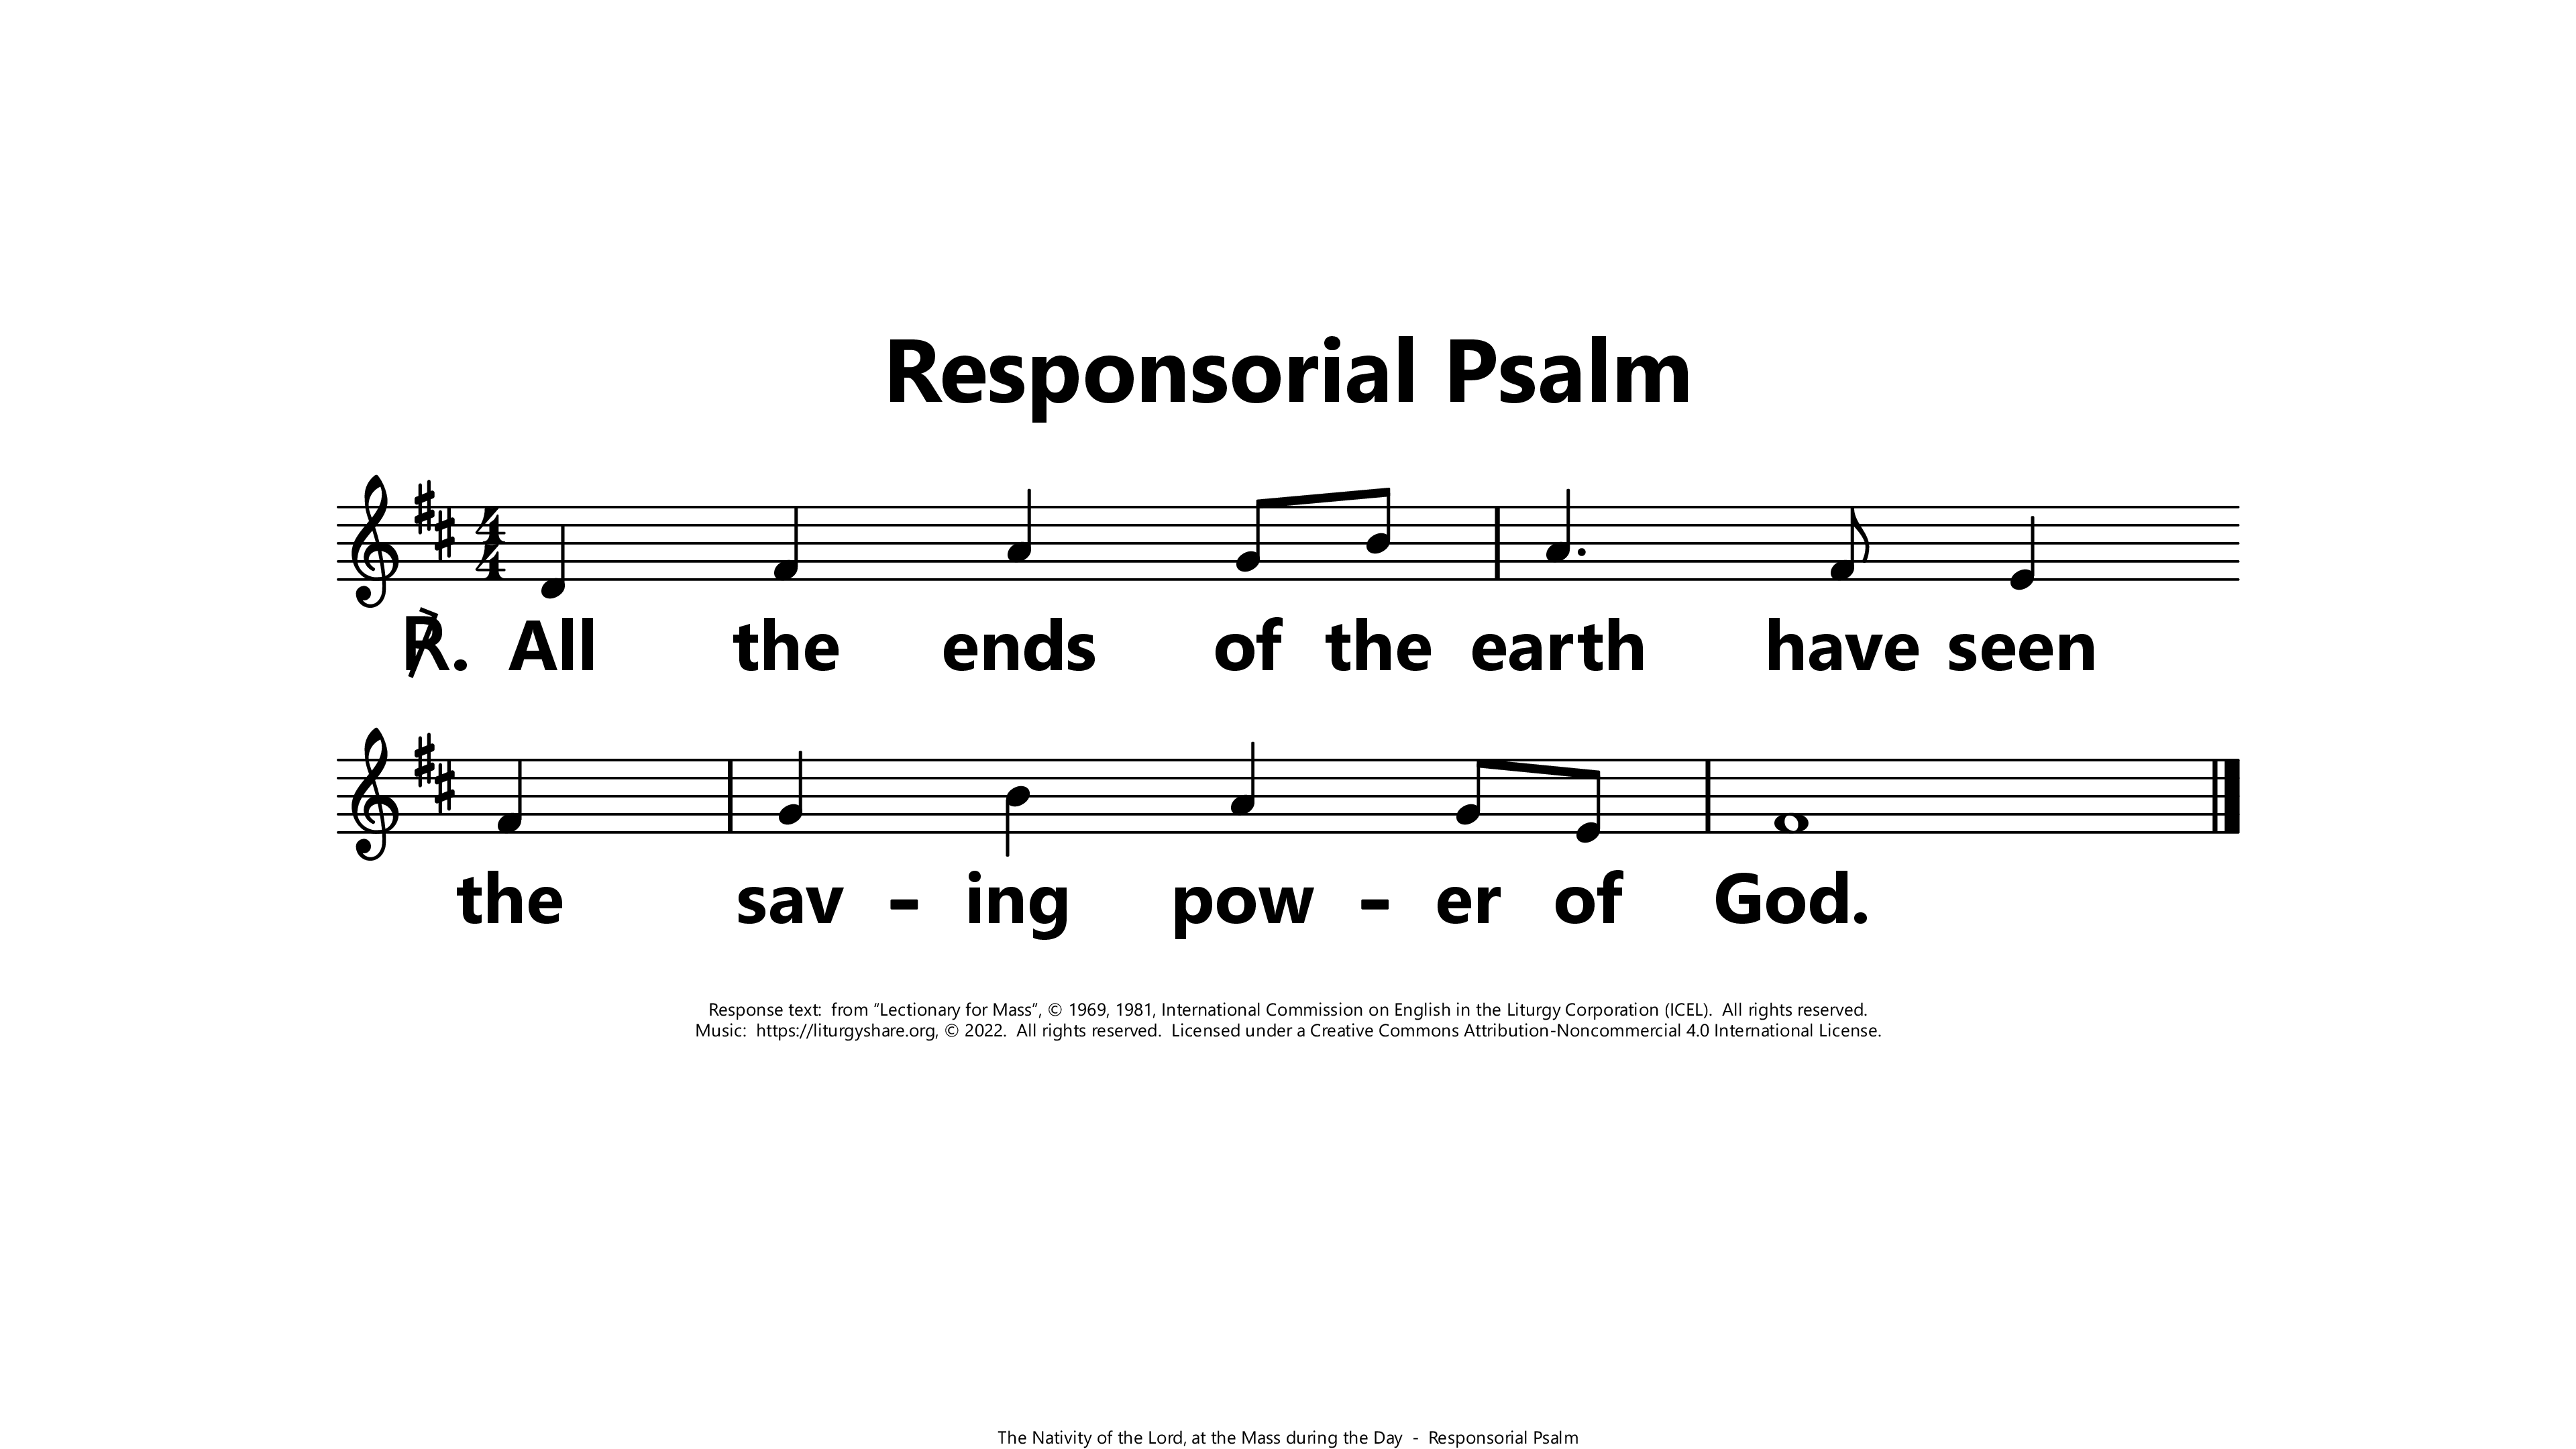 Responsorial Psalm
℟. All the ends of the earth have seen
the sav - ing pow - er of God.
Response text:  from “Lectionary for Mass”, © 1969, 1981, International Commission on English in the Liturgy Corporation (ICEL).  All rights reserved.
Music:  https://liturgyshare.org, © 2022.  All rights reserved.  Licensed under a Creative Commons Attribution-Noncommercial 4.0 International License.
The Nativity of the Lord, at the Mass during the Day  -  Responsorial Psalm